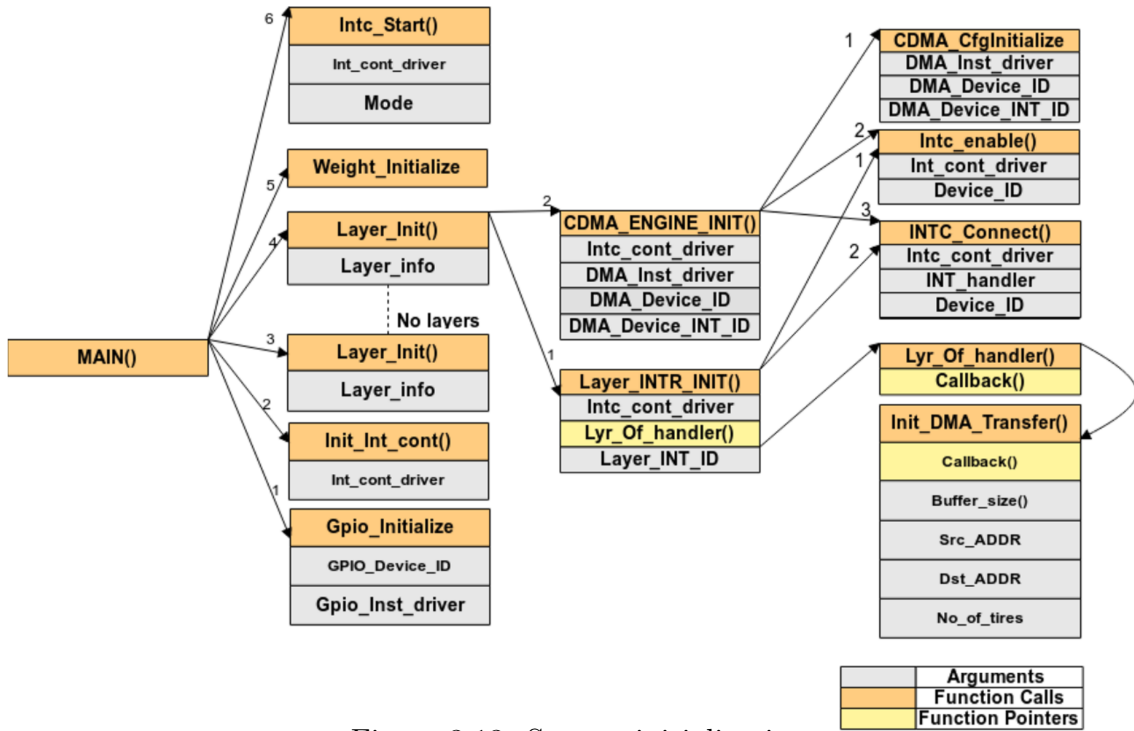 6
Intc_Start()
Int_cont_driver
Mode
5
Weight_Initialize
4
Layer_Init()
Layer_info
No layers
3
Layer_Init()
Layer_info
MAIN()
2
Init_Int_cont()
Int_cont_driver
1
Gpio_Initialize
GPIO_Device_ID
Gpio_Inst_driver
2
CDMA_ENGINE_INIT()
Intc_cont_driver
DMA_Inst_driver
DMA_Device_ID
DMA_Device_INT_ID
1
Layer_INTR_INIT()
Intc_cont_driver
Lyr_Of_handler()
Layer_INT_ID
1
CDMA_CfgInitialize
DMA_Inst_driver
DMA_Device_ID
DMA_Device_INT_ID
2
1
Intc_enable()
Int_cont_driver
Device_ID
3
2
INTC_Connect()
Intc_cont_driver
INT_handler
Device_ID
Lyr_Of_handler()
Callback()
Init_DMA_Transfer()
Callback()
Buffer_size()
Src_ADDR
Dst_ADDR
No_of_tires
Arguments
Function Calls
Function Pointers